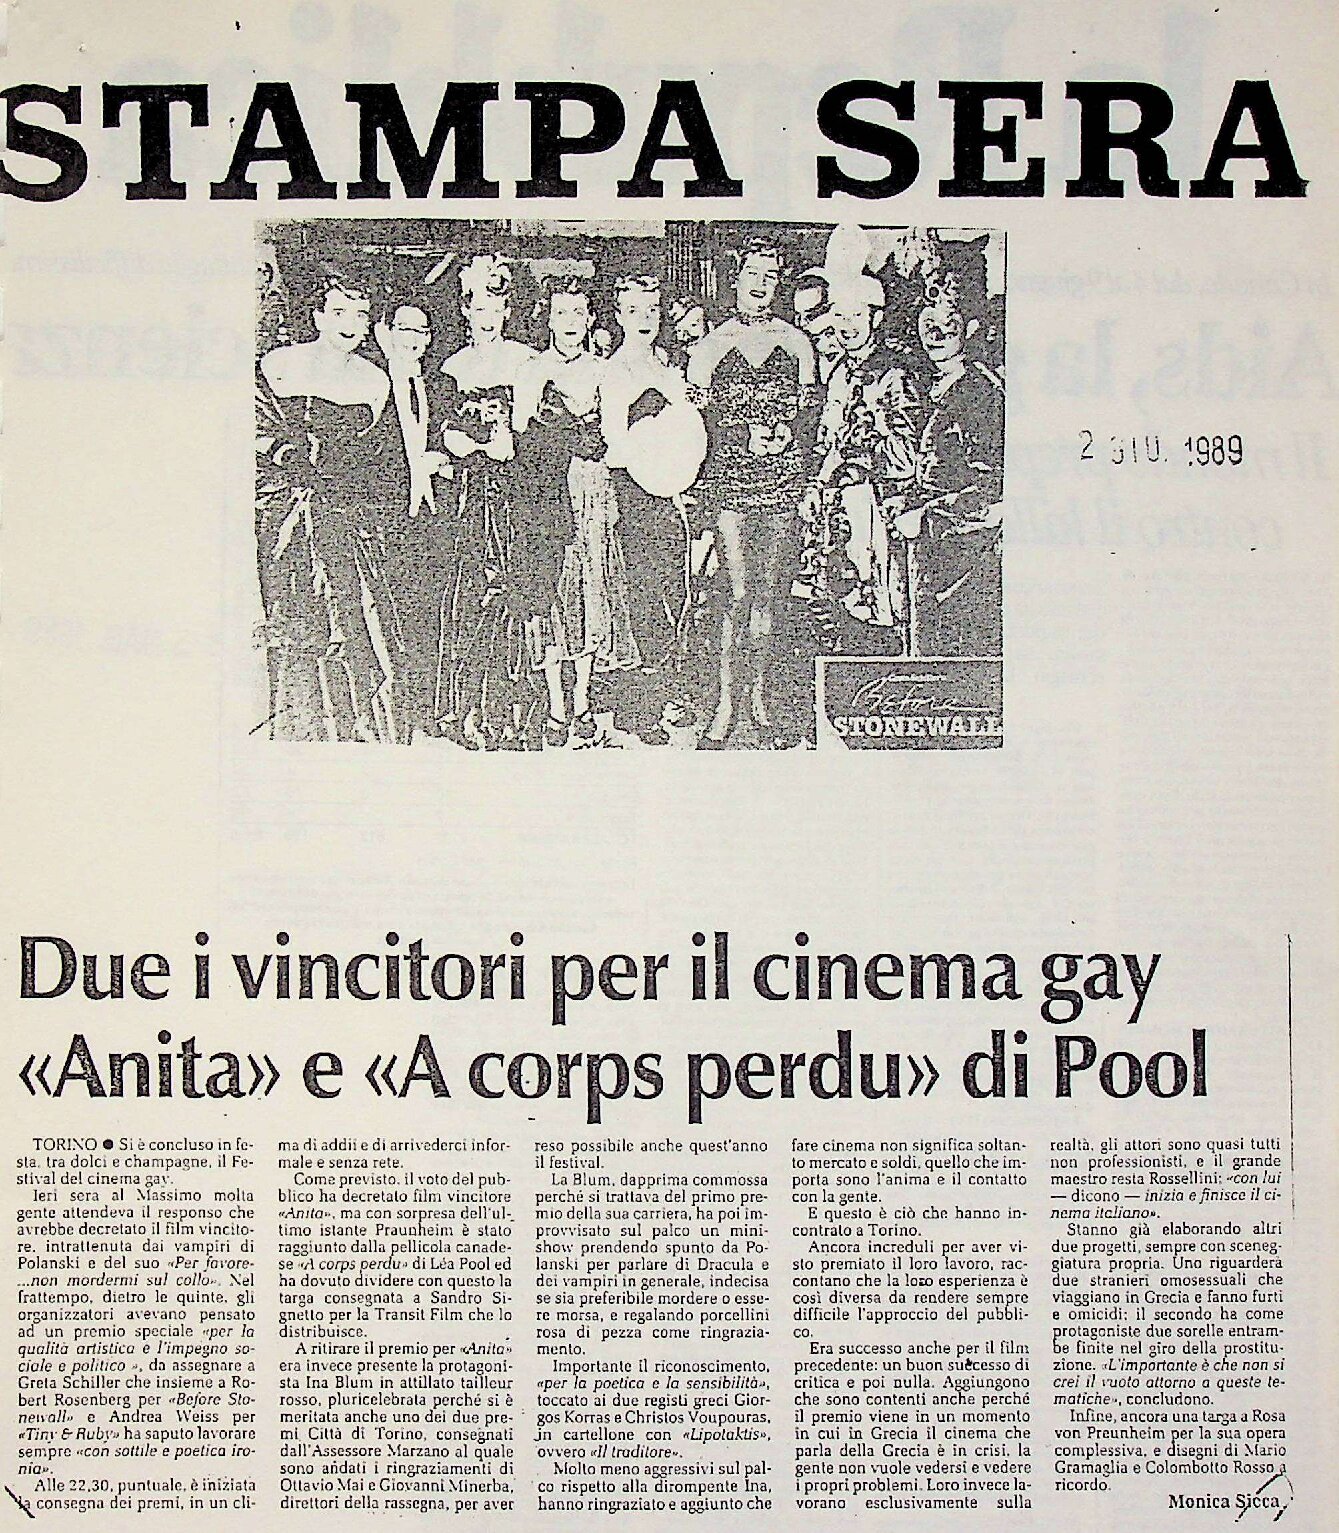 STAMPA SERA
2 GIU. 1989
Before
STONEWALL
Due i vincitori per il cinema gay
«Anita» e «A corps perdu» di Pool
TORINO ● Si è concluso in fe-
sta, tra dolci e champagne, il Fe-
stival del cinema gay.
Ieri sera al Massimo molta
gente attendeva il responso che
avrebbe decretato il film vincito-
re, intrattenuta dai vampiri di
Polanski e del suo «Per favore-
...non mordermi sul collo». Nel
frattempo, dietro le quinte, gli
organizzatori avevano pensato
ad un premio speciale «per la
qualità artistica e l'impegno so-
ciale e politico », da assegnare a
Greta Schiller che insieme a Ro-
bert Rosenberg per «Before Sto-
newall» e Andrea Weiss per
«Tiny & Ruby» ha saputo lavorare
sempre «con sottile e poetica iro-
nia».
Alle 22,30, puntuale, è iniziata
la consegna dei premi, in un cli-
ma di addii e di arrivederci infor-
male e senza rete.
Come previsto, il voto del pub-
blico ha decretato film vincitore
«Anita», ma con sorpresa dell'ul-
timo istante Praunheim è stato
raggiunto dalla pellicola canade-
se «A corps perdu» di Léa Pool ed
ha dovuto dividere con questo la
targa consegnata a Sandro Si-
gnetto per la Transit Film che lo
distribuisce.
A ritirare il premio per «Anita»
era invece presente la protagoni-
sta Ina Blum in attillato tailleur
rosso, pluricelebrata perché si è
meritata anche uno dei due pre-
mi Città di Torino, consegnati
dall'Assessore Marzano al quale
sono andati i ringraziamenti di
Ottavio Mai e Giovanni Minerba,
direttori della rassegna, per aver
reso possibile anche quest'anno
il festival.
La Blum, dapprima commossa
perché si trattava del primo pre-
mio della sua carriera, ha poi im-
provvisato sul palco un mini-
show prendendo spunto da Po-
lanski per parlare di Dracula e
dei vampiri in generale, indecisa
se sia preferibile mordere o esse-
re morsa, e regalando porcellini
rosa di pezza come ringrazia-
mento.
Importante il riconoscimento,
«per la poetica e la sensibilità»,
toccato ai due registi greci Gior-
gos Korras e Christos Voupouras,
in cartellone con «Lipolaktis»,
ovvero «Il traditore».
Molto meno aggressivi sul pal-
co rispetto alla dirompente Ina,
hanno ringraziato e aggiunto che
fare cinema non significa soltan-
to mercato e soldi, quello che im-
porta sono l'anima e il contatto
con la gente.
E questo è ciò che hanno in-
contrato a Torino.
Ancora increduli per aver vi-
sto premiato il loro lavoro, rac-
contano che la loro esperienza è
così diversa da rendere sempre
difficile l'approccio del pubbli-
co.
Era successo anche per il film
precedente: un buon successo di
critica e poi nulla. Aggiungono
che sono contenti anche perché
il premio viene in un momento
in cui in Grecia il cinema che
parla della Grecia è in crisi, la
gente non vuole vedersi e vedere
i propri problemi. Loro invece la-
vorano esclusivamente sulla
realtà, gli attori sono quasi tutti
non professionisti, e il grande
maestro resta Rossellini: «con lui
— dicono — inizia e finisce il ci-
nema italiano».
Stanno già elaborando altri
due progetti, sempre con sceneg-
giatura propria. Uno riguarderà
due stranieri omosessuali che
viaggiano in Grecia e fanno furti
e omicidi; il secondo ha come
protagoniste due sorelle entram-
be finite nel giro della prostitu-
zione. «L'importante è che non si
crei il vuoto attorno a queste te-
matiche», concludono.
Infine, ancora una targa a Rosa
von Preunheim per la sua opera
complessiva, e disegni di Mario
Gramaglia e Colombotto Rosso a
ricordo.
Monica Sicca